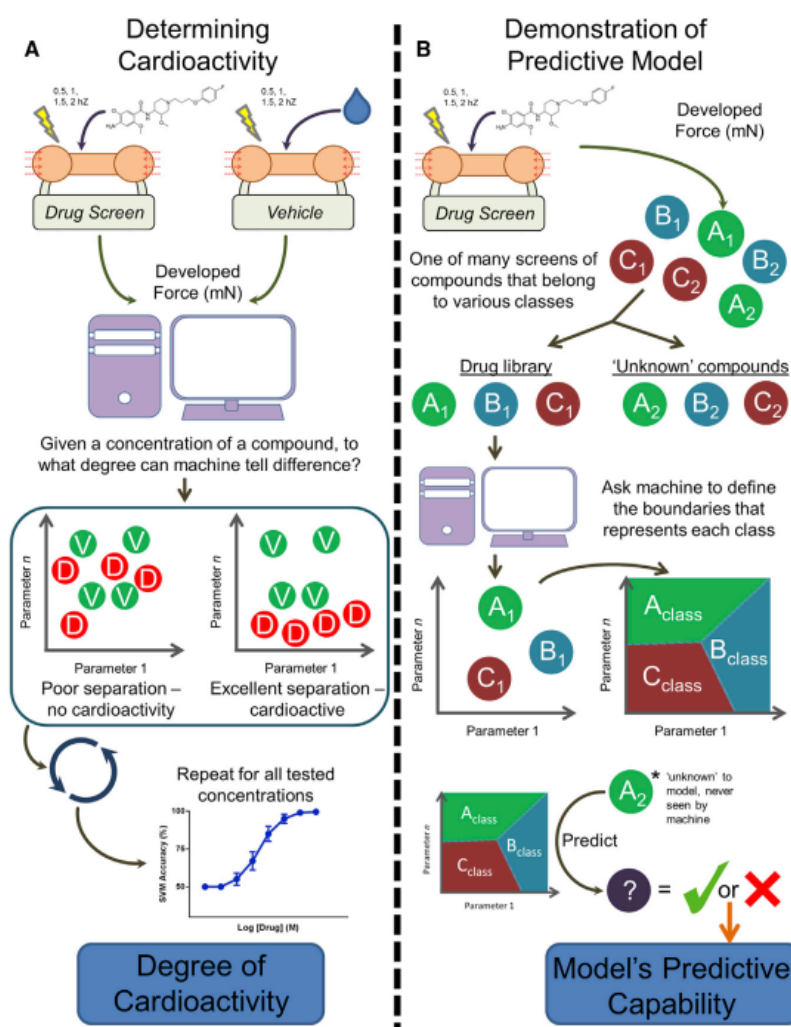 A
Determining
Cardioactivity
0.5, 1,
1.5, 2 hZ
0.5, 1,
1.5, 2 hZ
Drug Screen
Vehicle
Developed
Force (mN)
Given a concentration of a compound, to
what degree can machine tell difference?
Parameter n
V
V
D
D
D
V
V
D
Parameter 1
Poor separation –
no cardioactivity
Parameter n
V
V
V
V
D
D
D
D
Parameter 1
Excellent separation –
cardioactive
Repeat for all tested
concentrations
SVM Accuracy (%)
100
75
50
Log [Drug] (M)
Degree of
Cardioactivity
B
Demonstration of
Predictive Model
0.5, 1,
1.5, 2 hZ
Drug Screen
Developed
Force (mN)
One of many screens of
compounds that belong
to various classes
B1
A1
C1
C2
B2
A2
Drug library
A1 B1 C1
'Unknown' compounds
A2 B2 C2
Ask machine to define
the boundaries that
represents each class
Parameter n
A1
B1
C1
Parameter 1
Parameter n
Aclass
Bclass
Cclass
Parameter 1
Parameter n
Aclass
Bclass
Cclass
Parameter 1
A2
* 'unknown' to
model, never
seen by
machine
Predict
? = or
Model's Predictive
Capability